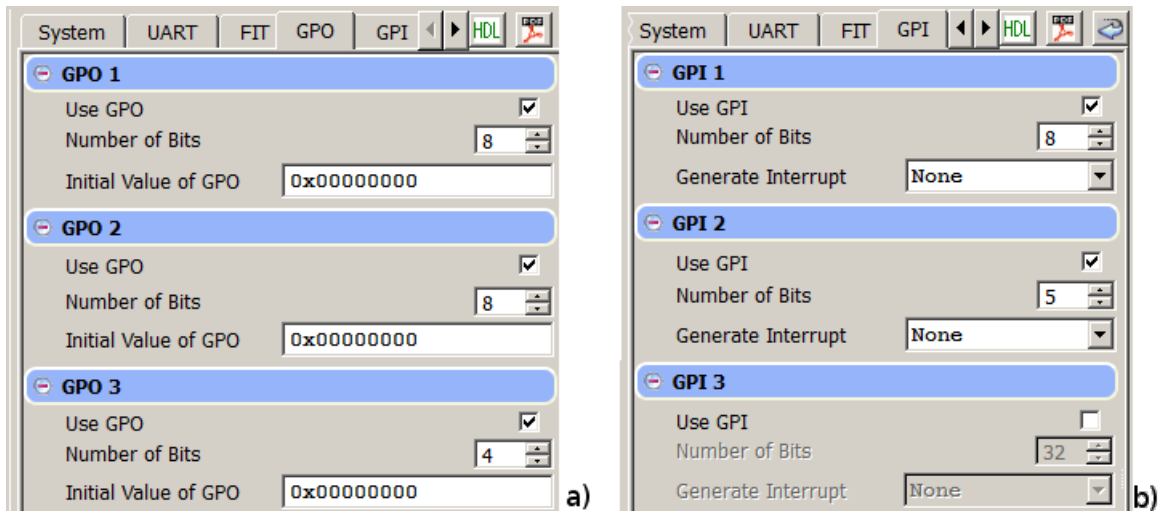 System UART FIT GPO GPI HDL PDF
GPO 1
Use GPO
Number of Bits 8
Initial Value of GPO 0x00000000
GPO 2
Use GPO
Number of Bits 8
Initial Value of GPO 0x00000000
GPO 3
Use GPO
Number of Bits 4
Initial Value of GPO 0x00000000
a)
System UART FIT GPI HDL PDF
GPI 1
Use GPI
Number of Bits 8
Generate Interrupt None
GPI 2
Use GPI
Number of Bits 5
Generate Interrupt None
GPI 3
Use GPI
Number of Bits 32
Generate Interrupt None
b)